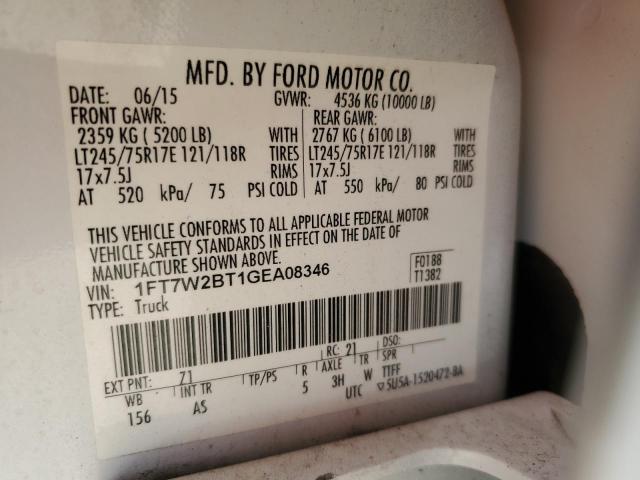 MFD. BY FORD MOTOR CO.
DATE: 06/15 GVWR: 4536 KG (10000 LB)
FRONT GAWR: REAR GAWR:
2359 KG ( 5200 LB) WITH 2767 KG ( 6100 LB) WITH
LT245/75R17E 121/118R TIRES LT245/75R17E 121/118R TIRES
17x7.5J RIMS 17x7.5J RIMS
AT 520 kPa/ 75 PSI COLD AT 550 kPa/ 80 PSI COLD
THIS VEHICLE CONFORMS TO ALL APPLICABLE FEDERAL MOTOR
VEHICLE SAFETY STANDARDS IN EFFECT ON THE DATE OF
MANUFACTURE SHOWN ABOVE.
VIN: 1FT7W2BT1GEA08346 F0188
TYPE: Truck T1382
EXT PNT: 71 RC: 21 DSO:
WB INT TR TP/PS R AXLE TR SPR
156 AS 5 3H W TTFF
UTC ▽5U5A-1520472-BA